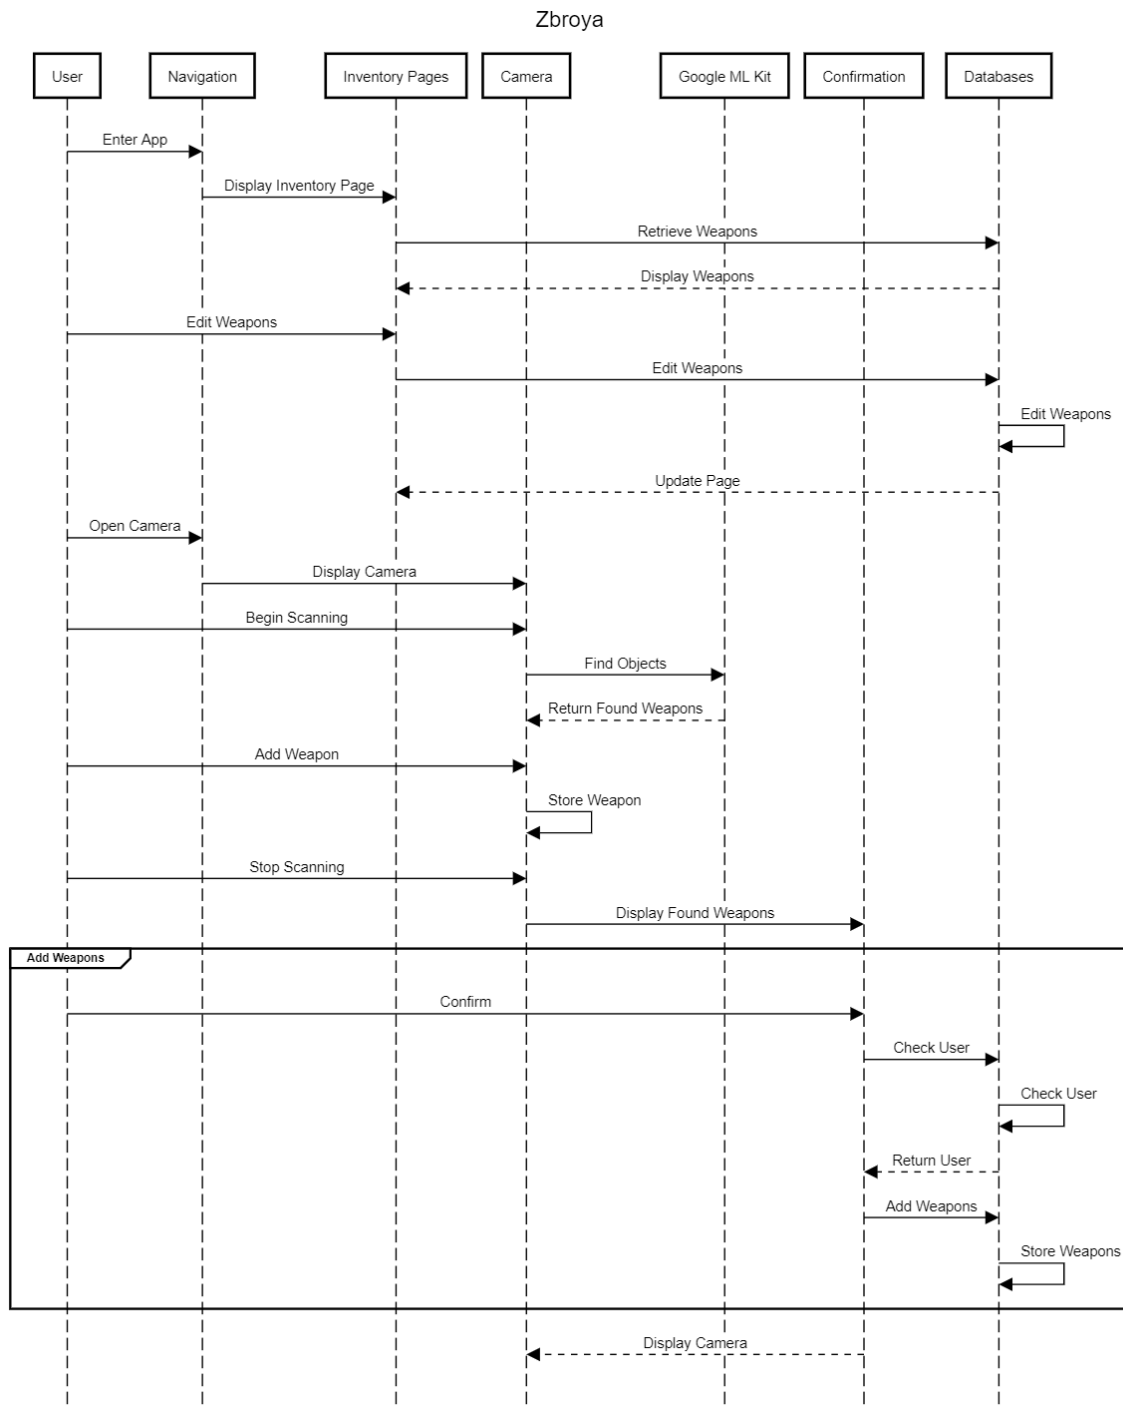 Zbroya
User
Navigation
Inventory Pages
Camera
Google ML Kit
Confirmation
Databases
Enter App
Display Inventory Page
Retrieve Weapons
Display Weapons
Edit Weapons
Edit Weapons
Edit Weapons
Update Page
Open Camera
Display Camera
Begin Scanning
Find Objects
Return Found Weapons
Add Weapon
Store Weapon
Stop Scanning
Display Found Weapons
Add Weapons
Confirm
Check User
Check User
Return User
Add Weapons
Store Weapons
Display Camera